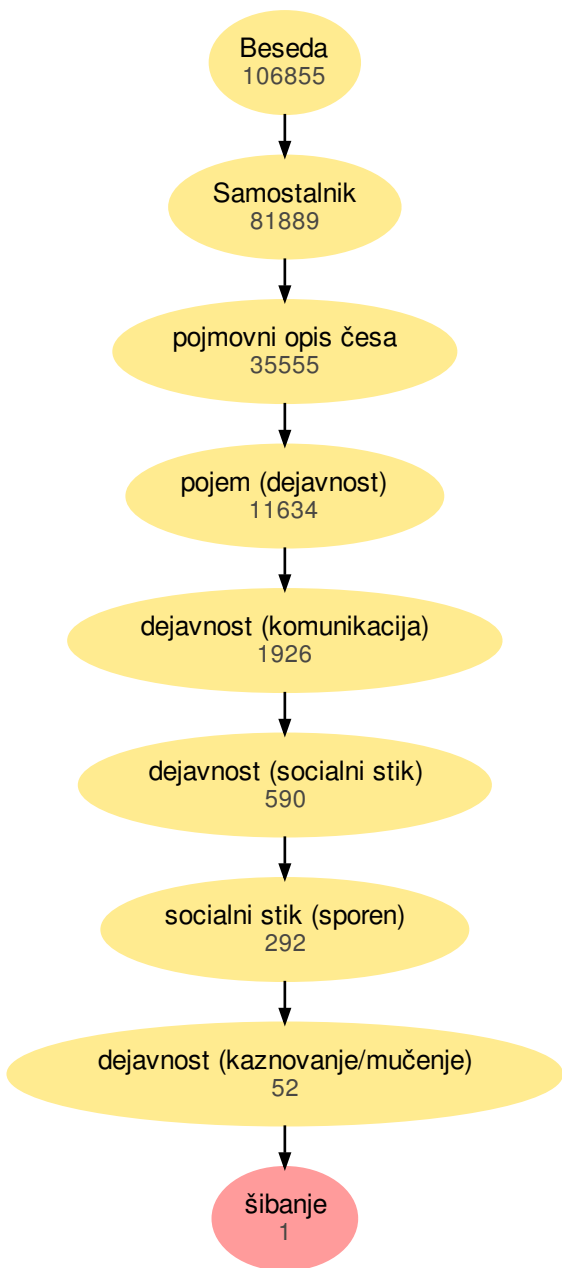 Beseda
106855
Samostalnik
81889
pojmovni opis česa
35555
pojem (dejavnost)
11634
dejavnost (komunikacija)
1926
dejavnost (socialni stik)
590
socialni stik (sporen)
292
dejavnost (kaznovanje/mučenje)
52
šibanje
1